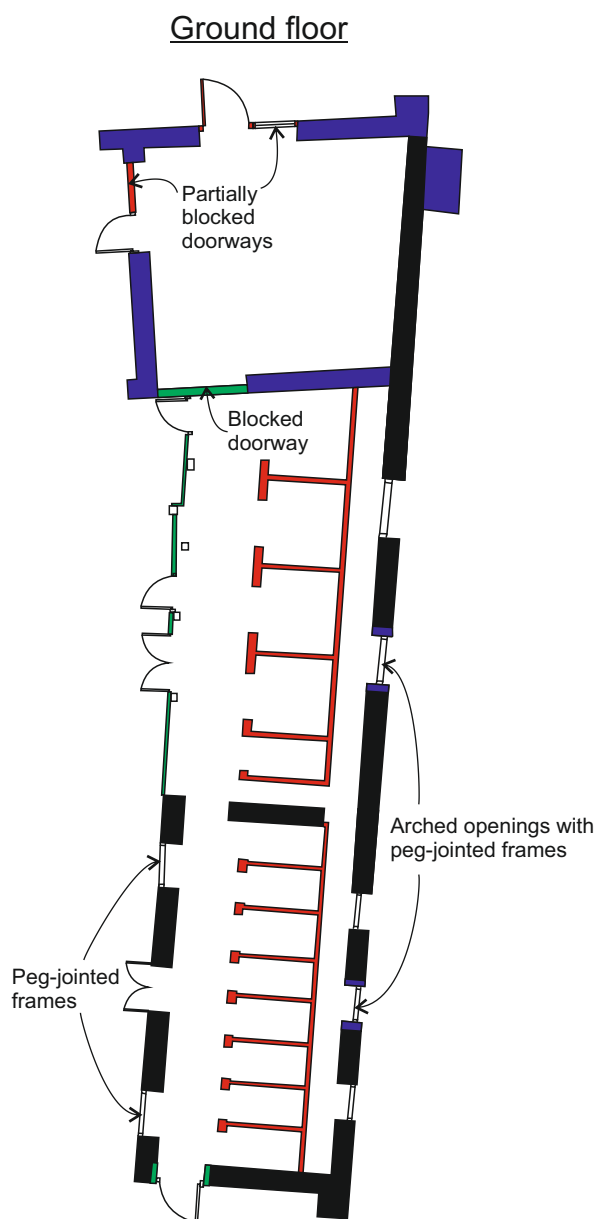 Ground floor
Partially
blocked
doorways
Blocked
doorway
Arched openings with
peg-jointed frames
Peg-jointed
frames